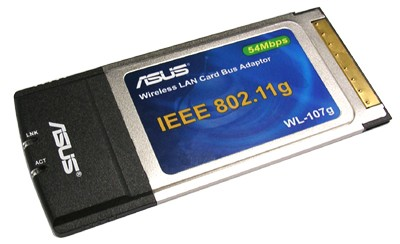 54Mbps
ASUS
Wireless LAN Card Bus Adaptor
IEEE 802.11g
WL-107g
LNK
ASUS
ACT